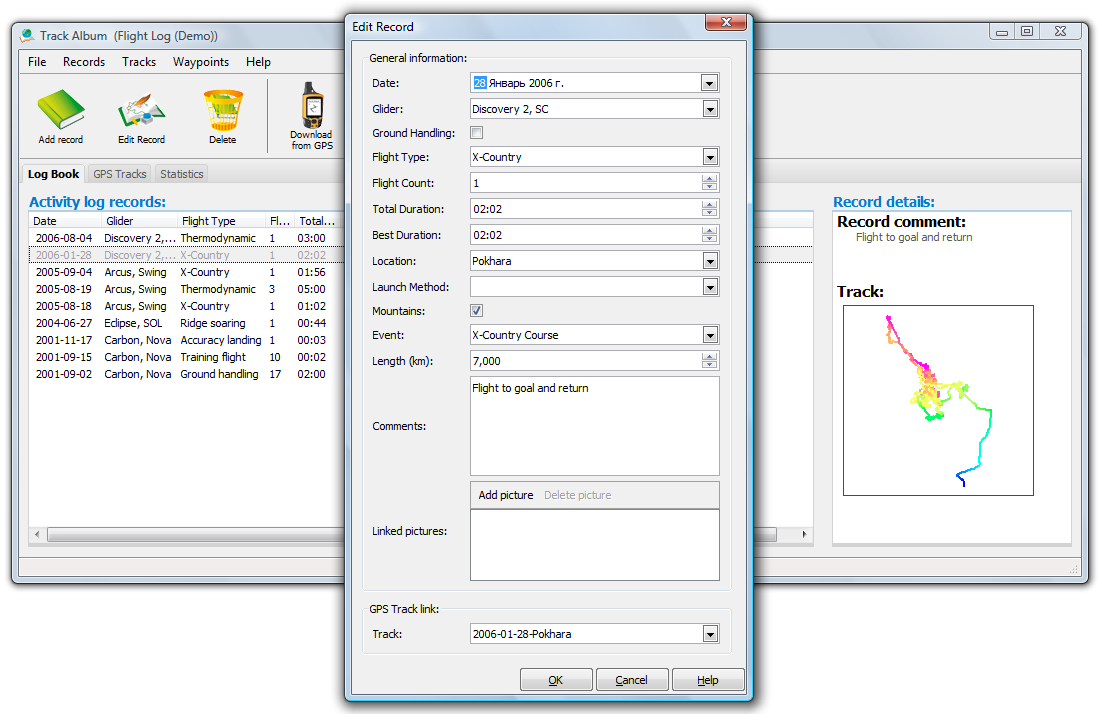 Track Album  (Flight Log (Demo))
File Records Tracks Waypoints Help
Add record Edit Record Delete Download
from GPS
Log Book GPS Tracks Statistics
Activity log records:
Date Glider Flight Type Fl... Total...
2006-08-04 Discovery 2,... Thermodynamic 1 03:00
2006-01-28 Discovery 2,... X-Country 1 02:02
2005-09-04 Arcus, Swing X-Country 1 01:56
2005-08-19 Arcus, Swing Thermodynamic 3 05:00
2005-08-18 Arcus, Swing X-Country 1 01:02
2004-06-27 Eclipse, SOL Ridge soaring 1 00:44
2001-11-17 Carbon, Nova Accuracy landing 1 00:03
2001-09-15 Carbon, Nova Training flight 10 00:02
2001-09-02 Carbon, Nova Ground handling 17 02:00
Edit Record
General information:
Date: 28 Январь 2006 г.
Glider: Discovery 2, SC
Ground Handling:
Flight Type: X-Country
Flight Count: 1
Total Duration: 02:02
Best Duration: 02:02
Location: Pokhara
Launch Method:
Mountains:
Event: X-Country Course
Length (km): 7,000
Flight to goal and return
Comments:
Add picture Delete picture
Linked pictures:
GPS Track link:
Track: 2006-01-28-Pokhara
OK Cancel Help
Record details:
Record comment:
Flight to goal and return
Track: